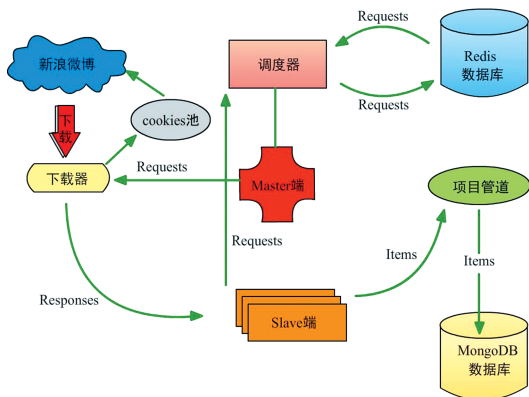 Requests
新浪微博
调度器
Redis
数据库
下载
cookies池
Requests
Requests
下载器
Master端
项目管道
Requests
Items
Items
Responses
Slave端
MongoDB
数据库